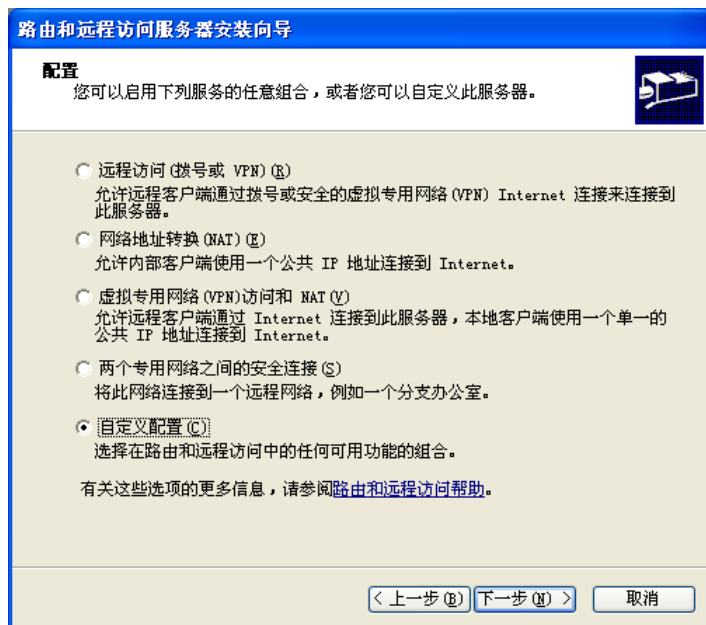 路由和远程访问服务器安装向导
配置
您可以启用下列服务的任意组合，或者您可以自定义此服务器。
远程访问(拨号或 VPN)(R)
允许远程客户端通过拨号或安全的虚拟专用网络(VPN) Internet 连接来连接到
此服务器。
网络地址转换(NAT)(E)
允许内部客户端使用一个公共 IP 地址连接到 Internet。
虚拟专用网络(VPN)访问和 NAT(V)
允许远程客户端通过 Internet 连接到此服务器，本地客户端使用一个单一的
公共 IP 地址连接到 Internet。
两个专用网络之间的安全连接(S)
将此网络连接到一个远程网络，例如一个分支办公室。
自定义配置(C)
选择在路由和远程访问中的任何可用功能的组合。
有关这些选项的更多信息，请参阅路由和远程访问帮助。
< 上一步(B) 下一步(N) > 取消